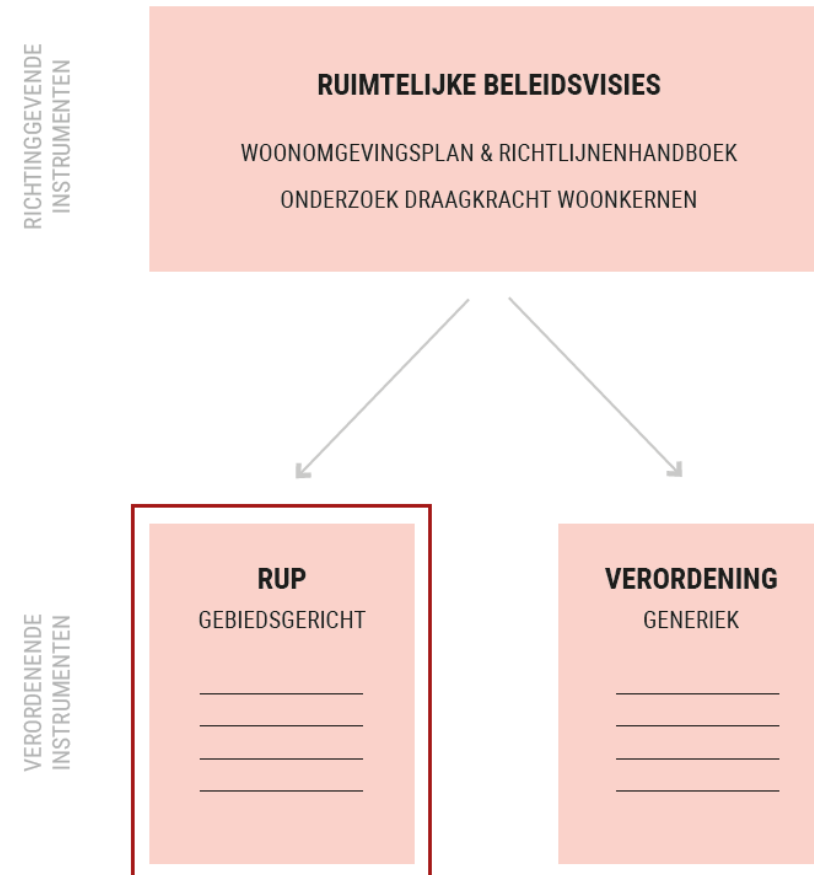 RICHTINGGEVENDE
INSTRUMENTEN
RUIMTELIJKE BELEIDSVISIES
WOONOMGEVINGSPLAN & RICHTLIJNENHANDBOEK
ONDERZOEK DRAAGKRACHT WOONKERNEN
VERORDENENDE
INSTRUMENTEN
RUP
GEBIEDSGERICHT
VERORDENING
GENERIEK